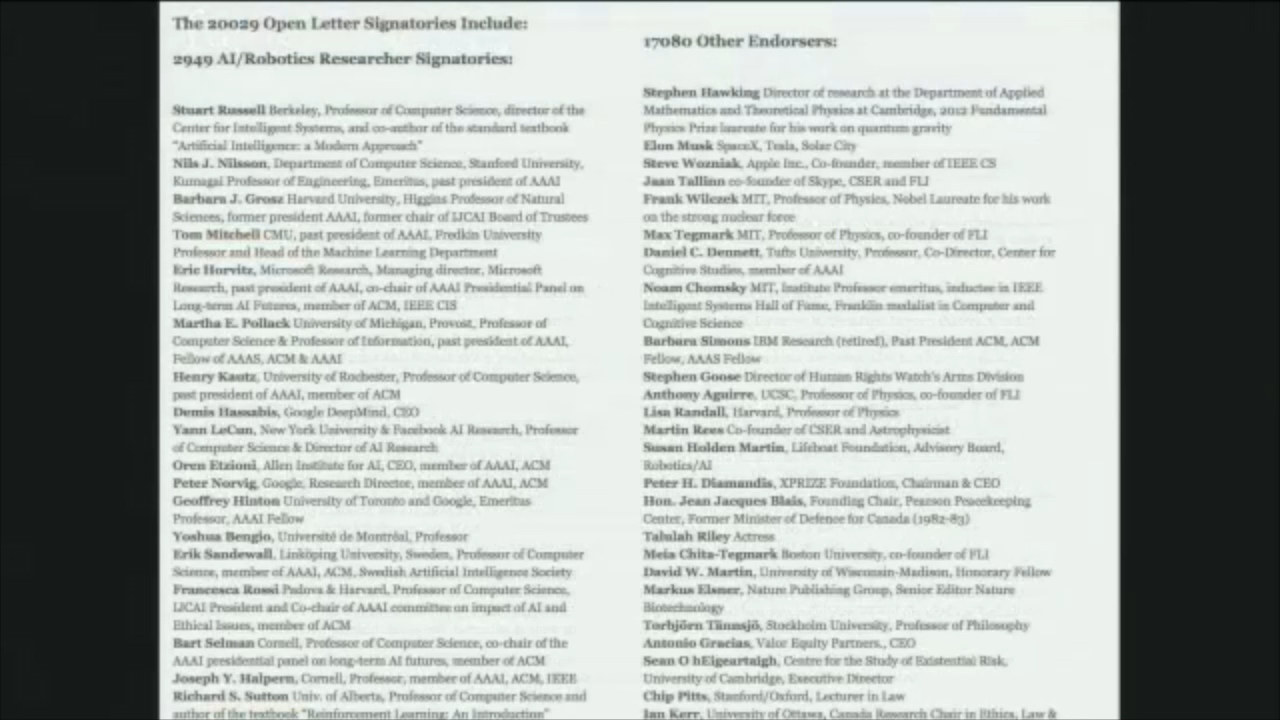 The 20029 Open Letter Signatories Include:
2949 AI/Robotics Researcher Signatories:
Stuart Russell Berkeley, Professor of Computer Science, director of the
Center for Intelligent Systems, and co-author of the standard textbook
"Artificial Intelligence: a Modern Approach"
Nils J. Nilsson, Department of Computer Science, Stanford University,
Kumagai Professor of Engineering, Emeritus, past president of AAAI
Barbara J. Grosz Harvard University, Higgins Professor of Natural
Sciences, former president AAAI, former chair of IJCAI Board of Trustees
Tom Mitchell CMU, past president of AAAI, Fredkin University
Professor and Head of the Machine Learning Department
Eric Horvitz, Microsoft Research, Managing director, Microsoft
Research, past president of AAAI, co-chair of AAAI Presidential Panel on
Long-term AI Futures, member of ACM, IEEE CIS
Martha E. Pollack University of Michigan, Provost, Professor of
Computer Science & Professor of Information, past president of AAAI,
Fellow of AAAS, ACM & AAAI
Henry Kautz, University of Rochester, Professor of Computer Science,
past president of AAAI, member of ACM
Demis Hassabis, Google DeepMind, CEO
Yann LeCun, New York University & Facebook AI Research, Professor
of Computer Science & Director of AI Research
Oren Etzioni, Allen Institute for AI, CEO, member of AAAI, ACM
Peter Norvig, Google, Research Director, member of AAAI, ACM
Geoffrey Hinton University of Toronto and Google, Emeritus
Professor, AAAI Fellow
Yoshua Bengio, Université de Montréal, Professor
Erik Sandewall, Linköping University, Sweden, Professor of Computer
Science, member of AAAI, ACM, Swedish Artificial Intelligence Society
Francesca Rossi Padova & Harvard, Professor of Computer Science,
IJCAI President and Co-chair of AAAI committee on impact of AI and
Ethical Issues, member of ACM
Bart Selman Cornell, Professor of Computer Science, co-chair of the
AAAI presidential panel on long-term AI futures, member of ACM
Joseph Y. Halpern, Cornell, Professor, member of AAAI, ACM, IEEE
Richard S. Sutton Univ. of Alberta, Professor of Computer Science and
author of the textbook "Reinforcement Learning: An Introduction"
17080 Other Endorsers:
Stephen Hawking Director of research at the Department of Applied
Mathematics and Theoretical Physics at Cambridge, 2012 Fundamental
Physics Prize laureate for his work on quantum gravity
Elon Musk SpaceX, Tesla, Solar City
Steve Wozniak, Apple Inc., Co-founder, member of IEEE CS
Jaan Tallinn co-founder of Skype, CSER and FLI
Frank Wilczek MIT, Professor of Physics, Nobel Laureate for his work
on the strong nuclear force
Max Tegmark MIT, Professor of Physics, co-founder of FLI
Daniel C. Dennett, Tufts University, Professor, Co-Director, Center for
Cognitive Studies, member of AAAI
Noam Chomsky MIT, Institute Professor emeritus, inductee in IEEE
Intelligent Systems Hall of Fame, Franklin medalist in Computer and
Cognitive Science
Barbara Simons IBM Research (retired), Past President ACM, ACM
Fellow, AAAS Fellow
Stephen Goose Director of Human Rights Watch's Arms Division
Anthony Aguirre, UCSC, Professor of Physics, co-founder of FLI
Lisa Randall, Harvard, Professor of Physics
Martin Rees Co-founder of CSER and Astrophysicist
Susan Holden Martin, Lifeboat Foundation, Advisory Board,
Robotics/AI
Peter H. Diamandis, XPRIZE Foundation, Chairman & CEO
Hon. Jean Jacques Blais, Founding Chair, Pearson Peacekeeping
Center, Former Minister of Defence for Canada (1982-83)
Talulah Riley Actress
Meia Chita-Tegmark Boston University, co-founder of FLI
David W. Martin, University of Wisconsin-Madison, Honorary Fellow
Markus Elsner, Nature Publishing Group, Senior Editor Nature
Biotechnology
Torbjörn Tännsjö, Stockholm University, Professor of Philosophy
Antonio Gracias, Valor Equity Partners., CEO
Sean O hEigeartaigh, Centre for the Study of Existential Risk,
University of Cambridge, Executive Director
Chip Pitts, Stanford/Oxford, Lecturer in Law
Ian Kerr, University of Ottawa, Canada Research Chair in Ethics, Law &